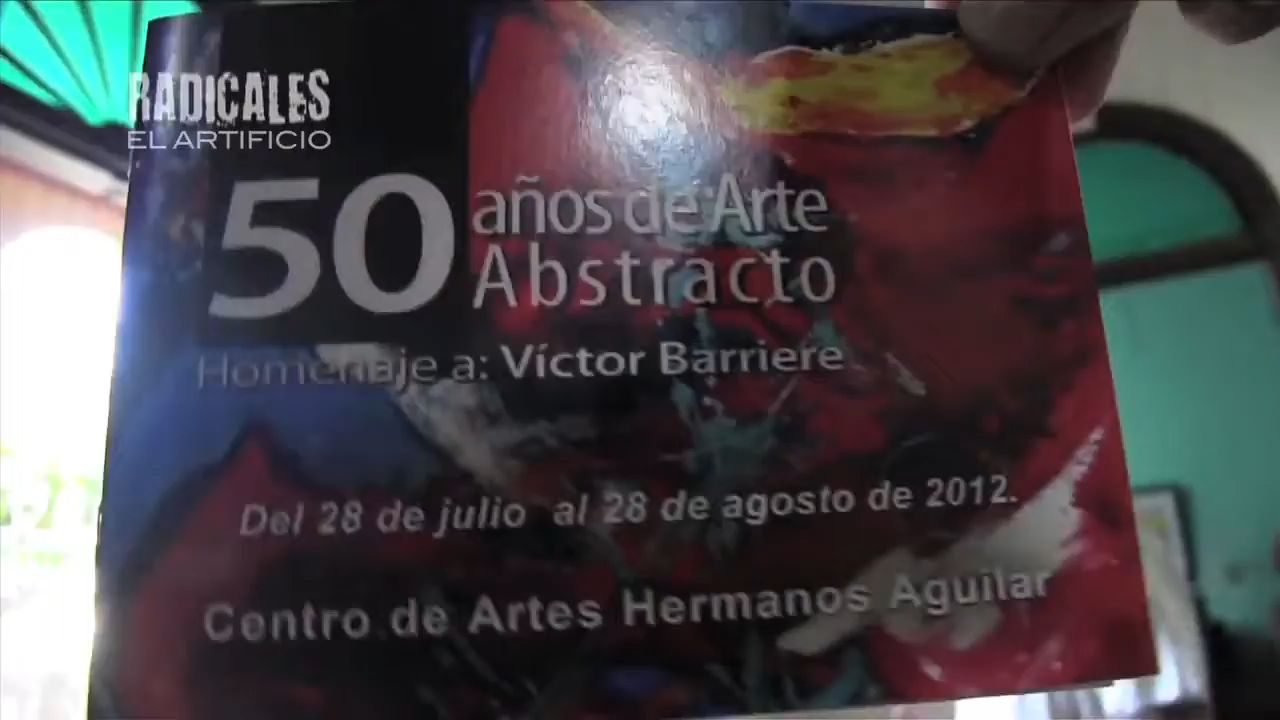 RADICALES
EL ARTIFICIO
50 años de Arte
Abstracto
Homenaje a: Víctor Barriere
Del 28 de julio al 28 de agosto de 2012.
Centro de Artes Hermanos Aguilar